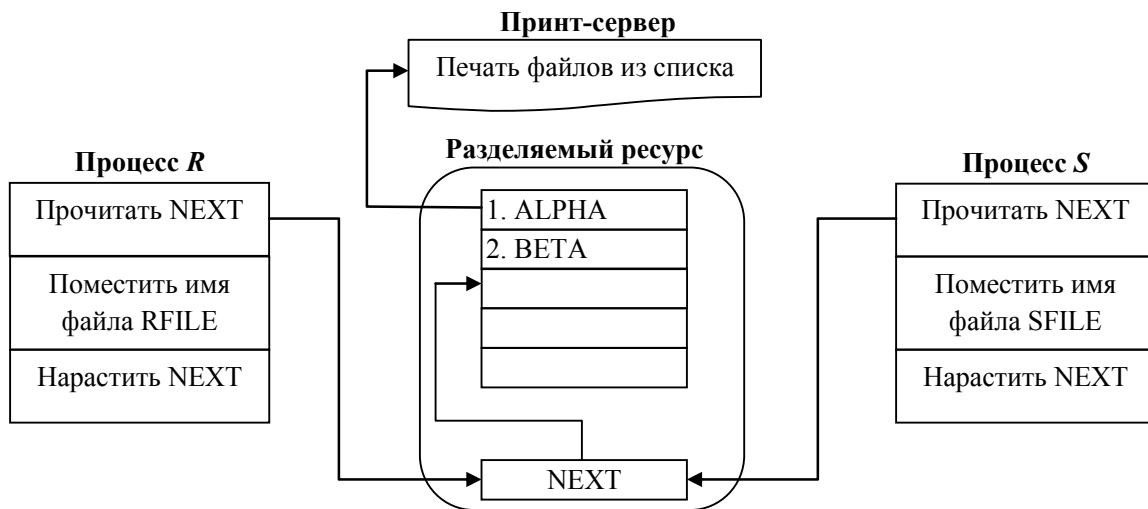 Принт-сервер
Печать файлов из списка
Процесс R
Прочитать NEXT
Поместить имя
файла RFILE
Нарастить NEXT
Разделяемый ресурс
1. ALPHA
2. BETA
NEXT
Процесс S
Прочитать NEXT
Поместить имя
файла SFILE
Нарастить NEXT